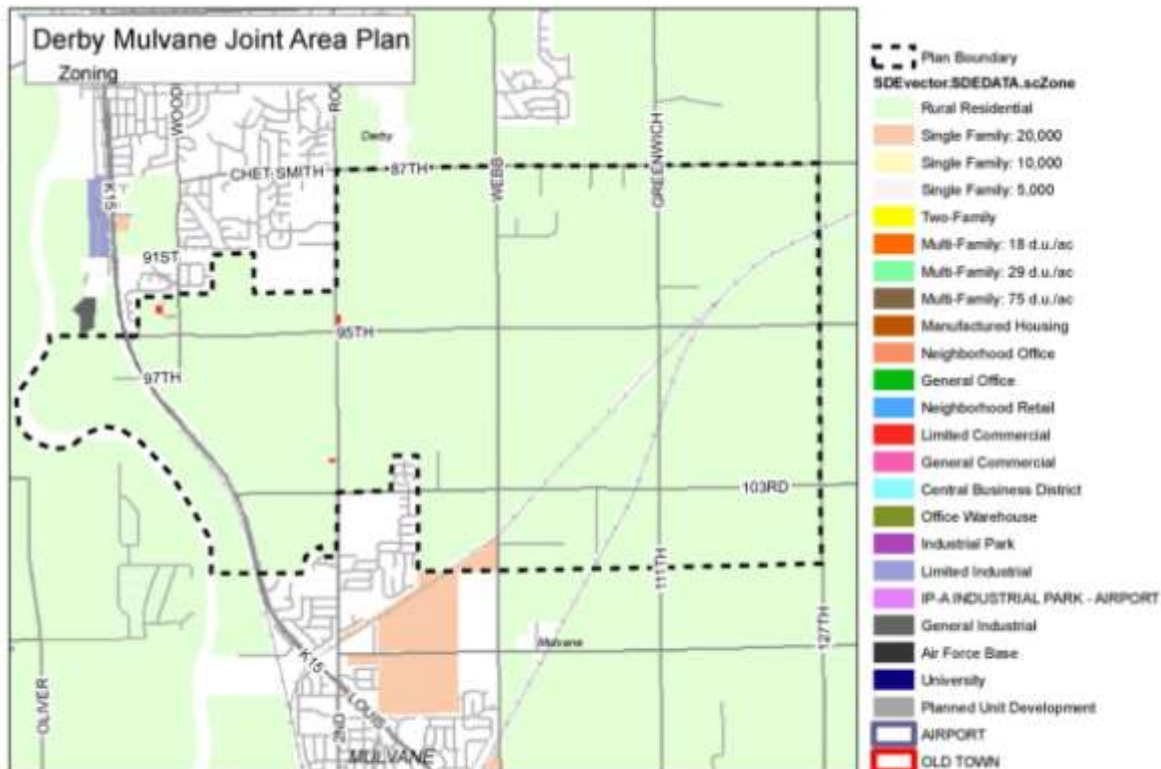 Derby Mulvane Joint Area Plan
Zoning
K15
Derby
CHET SMITH
87TH
WEBB
GREENWICH
91ST
95TH
97TH
103RD
111TH
127TH
OLIVER
2ND
K15
LOUIS
Mulvane
MULVANE
Plan Boundary
SDEvector.SDEDATA.scZone
Rural Residential
Single Family: 20,000
Single Family: 10,000
Single Family: 5,000
Two-Family
Multi-Family: 18 d.u./ac
Multi-Family: 29 d.u./ac
Multi-Family: 75 d.u./ac
Manufactured Housing
Neighborhood Office
General Office
Neighborhood Retail
Limited Commercial
General Commercial
Central Business District
Office Warehouse
Industrial Park
Limited Industrial
IP-A INDUSTRIAL PARK - AIRPORT
General Industrial
Air Force Base
University
Planned Unit Development
AIRPORT
OLD TOWN